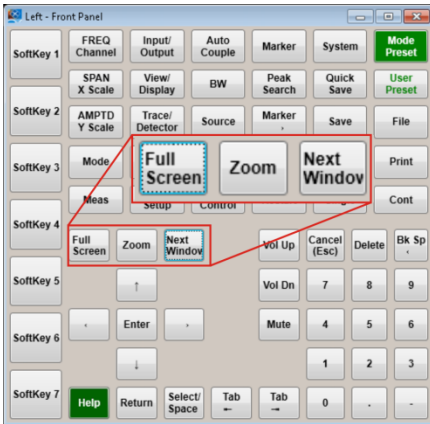 Left - Front Panel
SoftKey 1
FREQ
Channel
Input/
Output
Auto
Couple
Marker
System
Mode
Preset
SPAN
X Scale
View/
Display
BW
Peak
Search
Quick
Save
User
Preset
SoftKey 2
AMPTD
Y Scale
Trace/
Detector
Source
Marker
Save
File
SoftKey 3
Mode
Full
Screen
Zoom
Next
Window
Print
Meas
Setup
Control
Cont
SoftKey 4
Full
Screen
Zoom
Next
Window
Vol Up
Cancel
(Esc)
Delete
Bk Sp
SoftKey 5
↑
Vol Dn
7
8
9
SoftKey 6
Enter
Mute
4
5
6
↓
1
2
3
SoftKey 7
Help
Return
Select/
Space
Tab
←
Tab
→
0
.
-